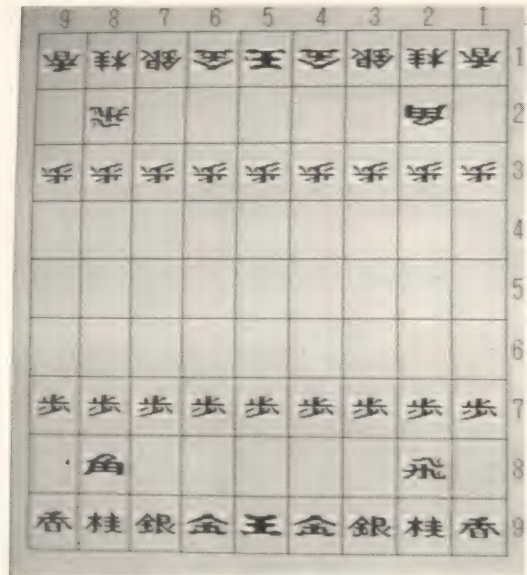 9 8 7 6 5 4 3 2 1
香 桂 銀 金 王 金 銀 桂 香 1
飛 角 2
歩 歩 歩 歩 歩 歩 歩 歩 歩 3
4
5
6
歩 歩 歩 歩 歩 歩 歩 歩 歩 7
角 飛 8
香 桂 銀 金 王 金 銀 桂 香 9